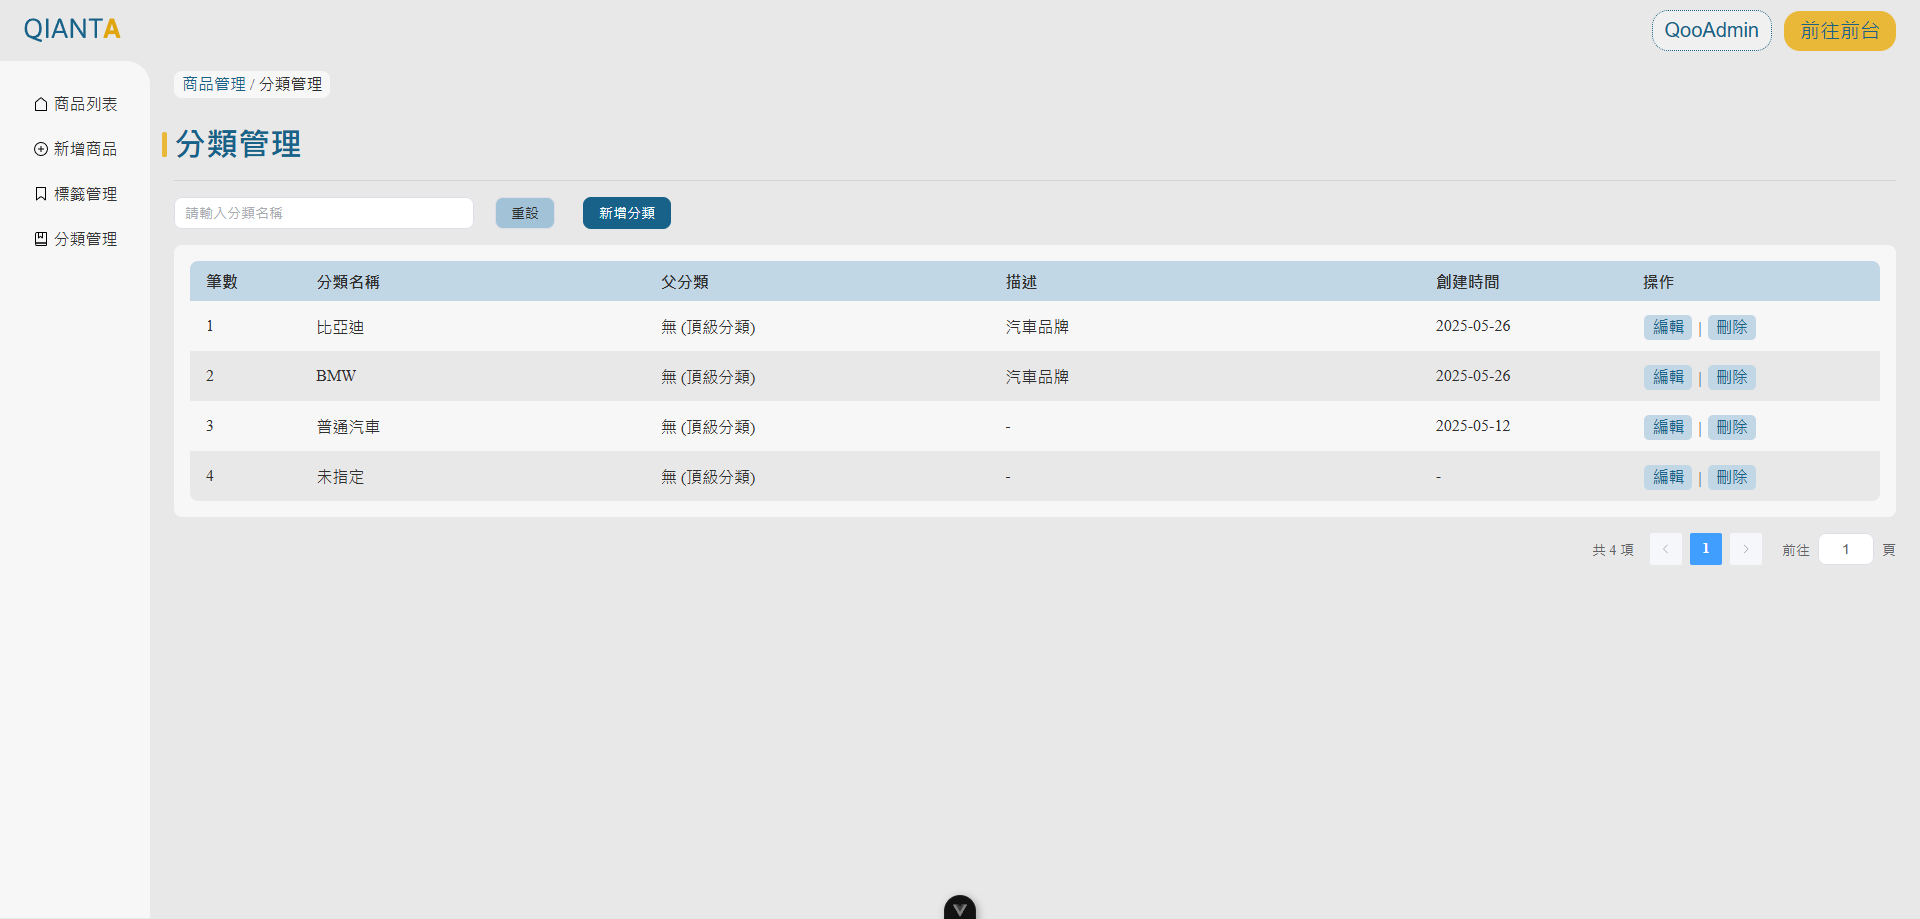 QIANTA
QooAdmin
前往前台
商品列表
新增商品
標籤管理
分類管理
商品管理 / 分類管理
分類管理
請輸入分類名稱
重設
新增分類
筆數 分類名稱 父分類 描述 創建時間 操作
1 比亞迪 無 (頂級分類) 汽車品牌 2025-05-26 編輯 | 刪除
2 BMW 無 (頂級分類) 汽車品牌 2025-05-26 編輯 | 刪除
3 普通汽車 無 (頂級分類) - 2025-05-12 編輯 | 刪除
4 未指定 無 (頂級分類) - - 編輯 | 刪除
共 4 項 1 前往 1 頁